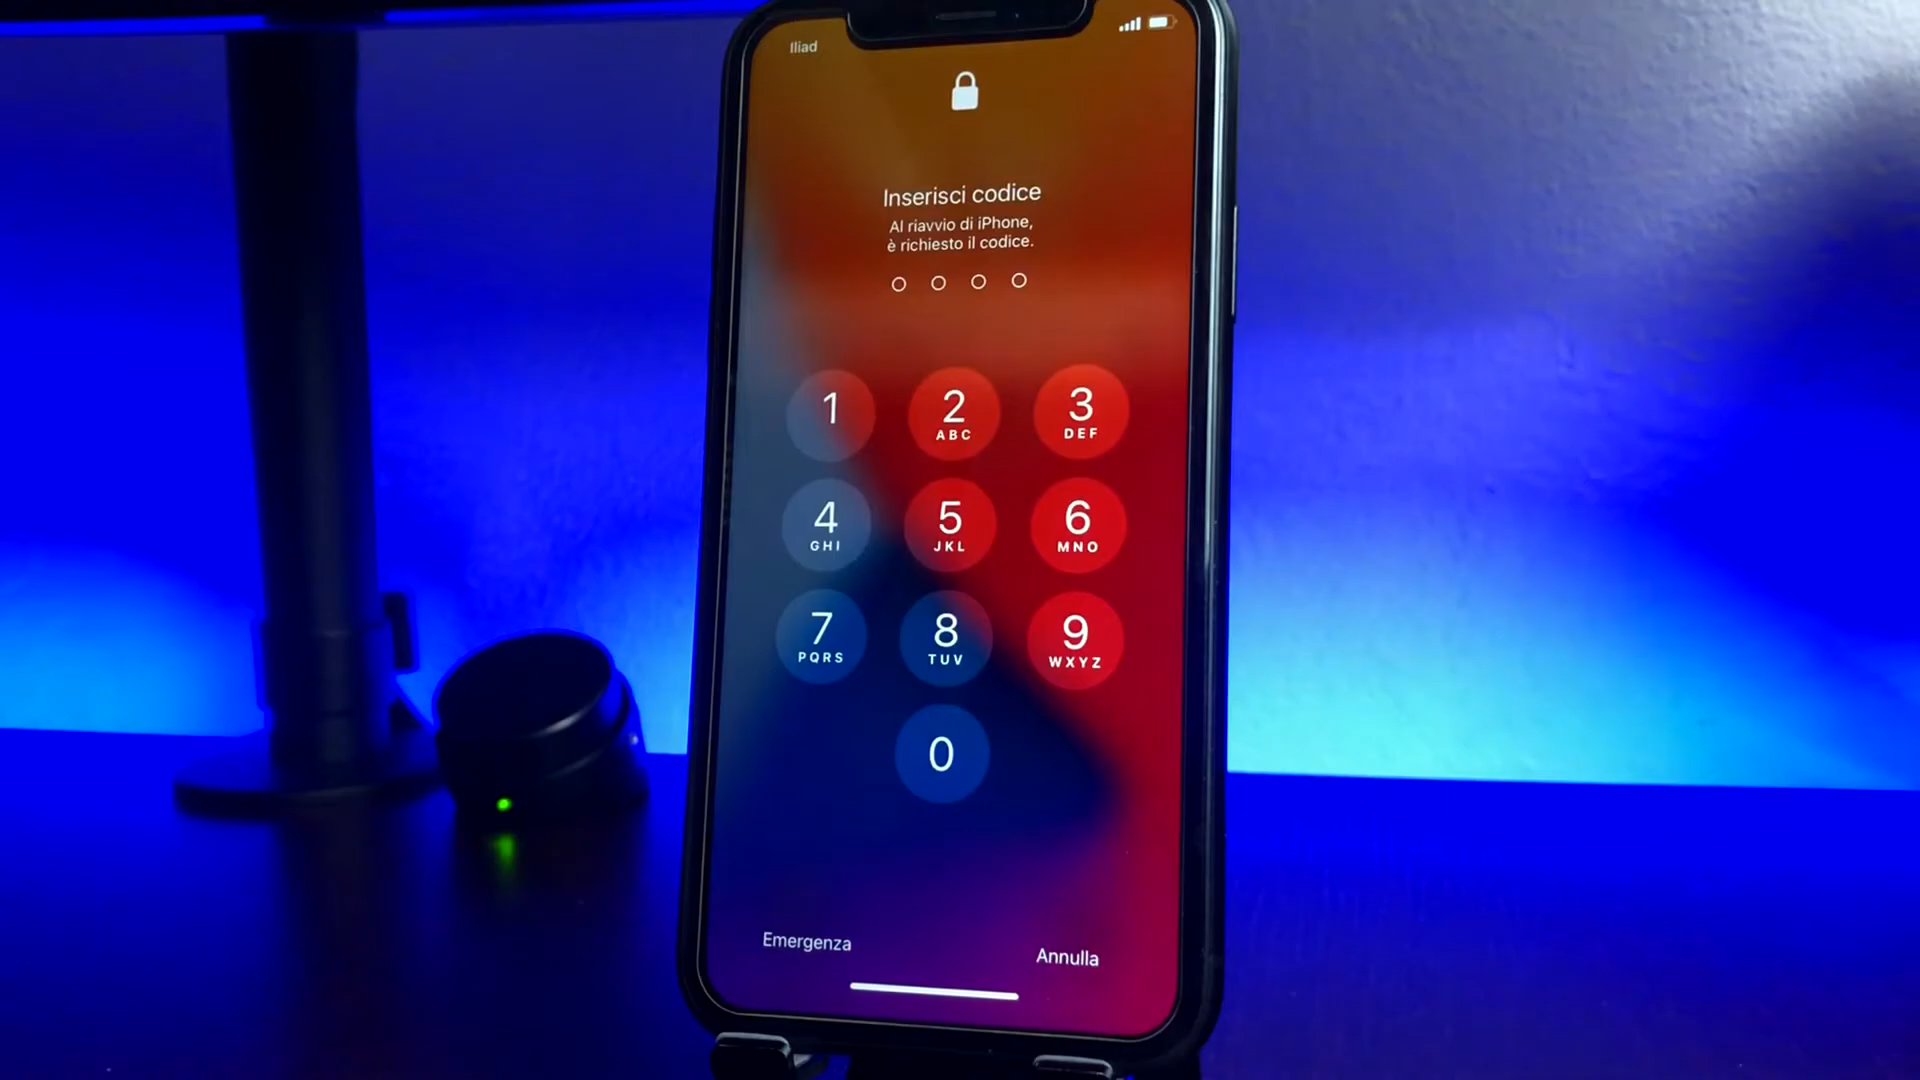 Iliad
Inserisci codice
Al riavvio di iPhone,
è richiesto il codice.
1 2 3
ABC DEF
4 5 6
GHI JKL MNO
7 8 9
PQRS TUV WXYZ
0
Emergenza Annulla